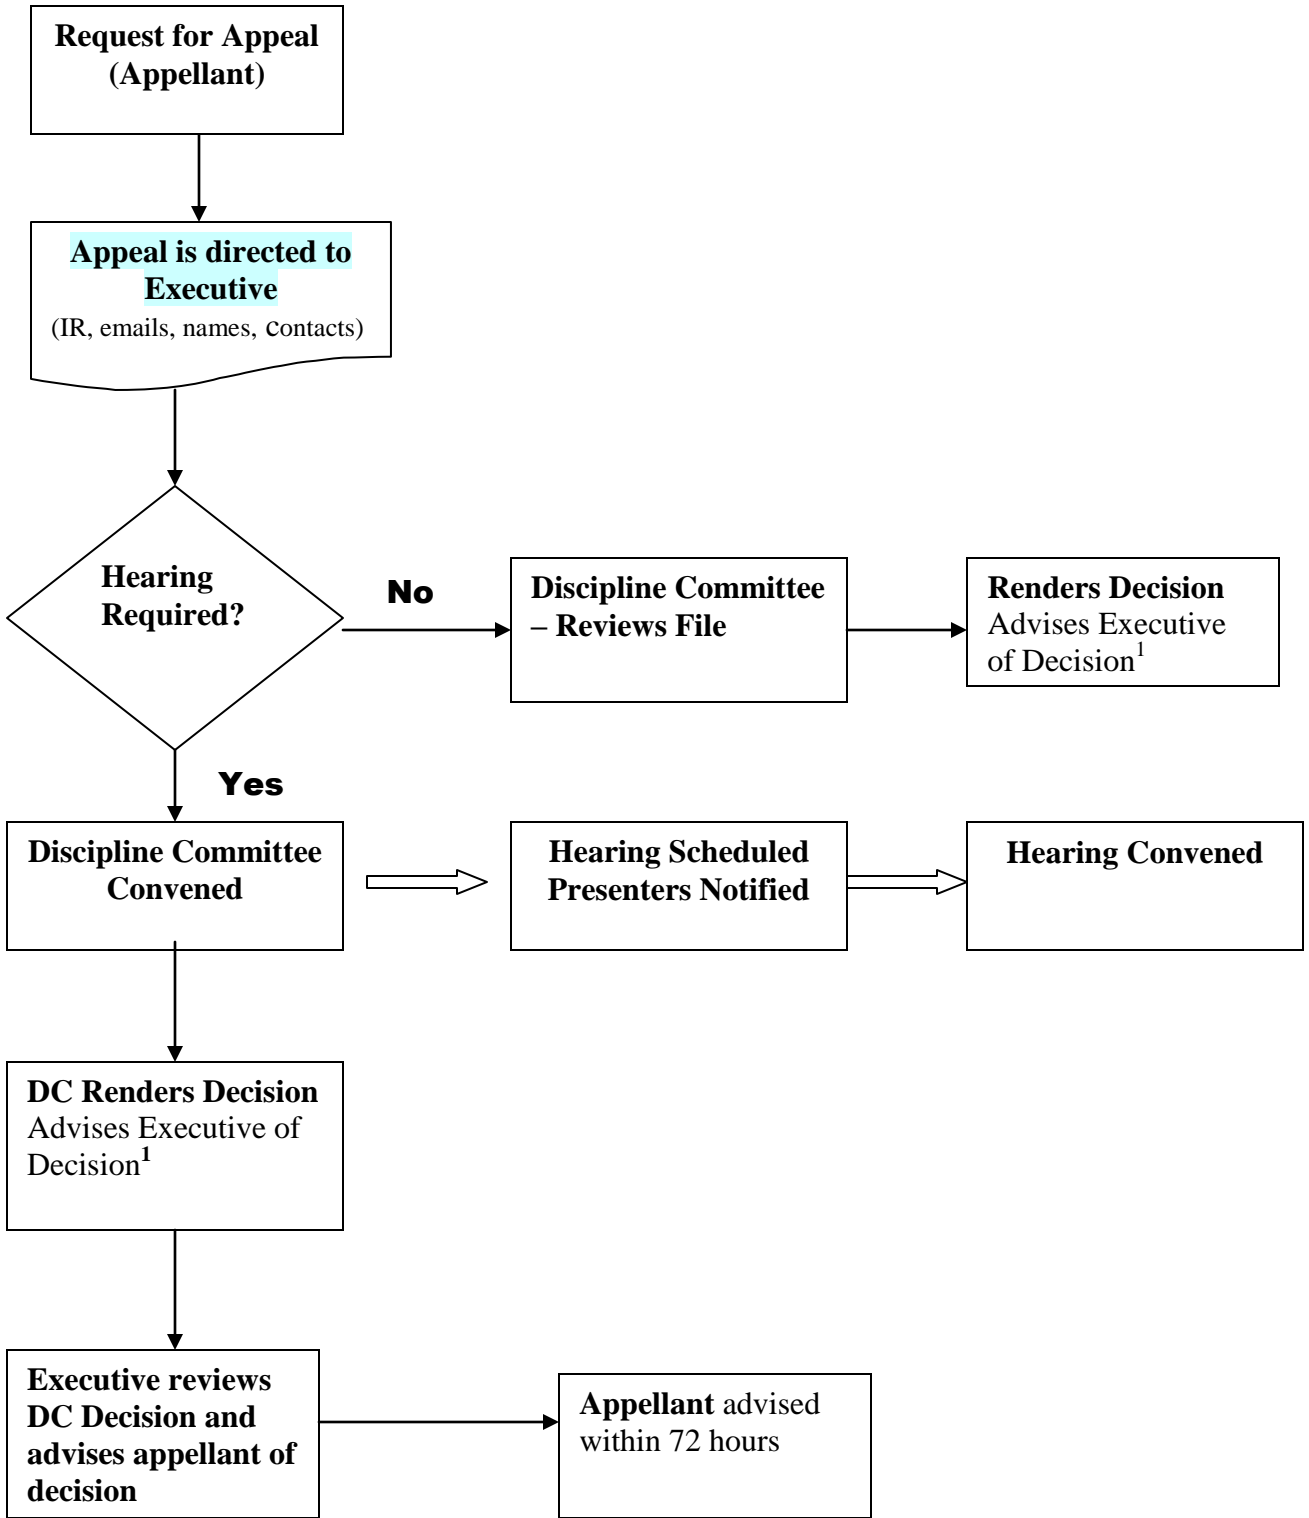 Request for Appeal
(Appellant)
Appeal is directed to
Executive
(IR, emails, names, contacts)
Hearing
Required?
No
Discipline Committee
– Reviews File
Renders Decision
Advises Executive
of Decision1
Yes
Discipline Committee
Convened
Hearing Scheduled
Presenters Notified
Hearing Convened
DC Renders Decision
Advises Executive of
Decision1
Executive reviews
DC Decision and
advises appellant of
decision
Appellant advised
within 72 hours